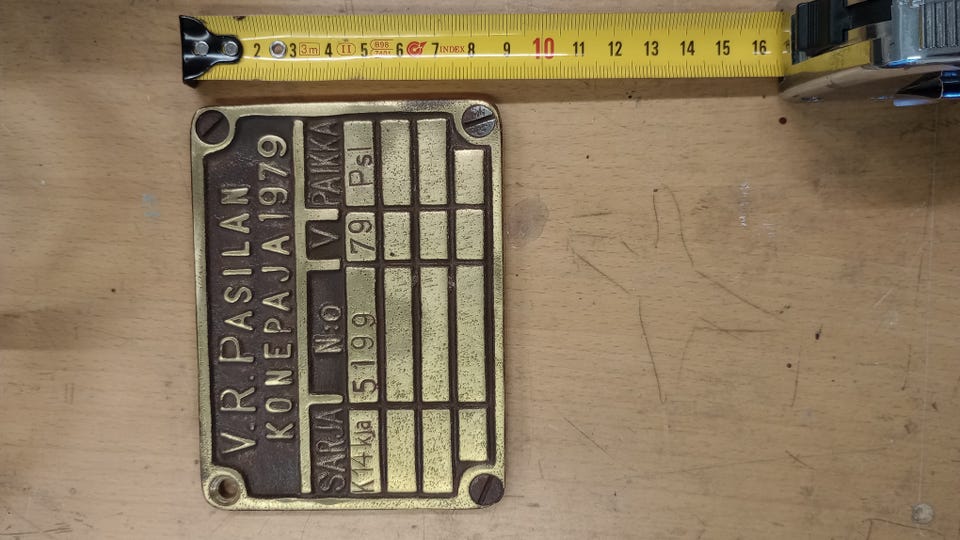 2 3 3m 4 II 5 6 7 INDEX 8 9 10 11 12 13 14 15 16
V.R. PASILAN
KONEPAJA 1979
SARJA N:o V PAIKKA
K14 kja 5199 79 Psl